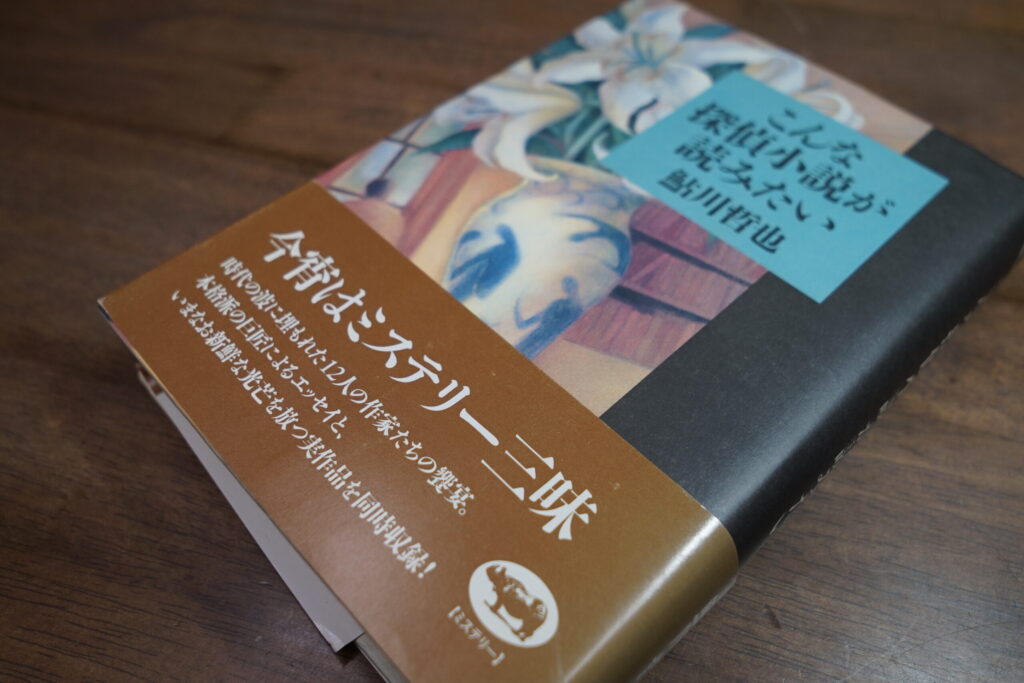 こんな
探偵小説が
読みたい
鮎川哲也
今宵はミステリー三昧
時代の波に埋もれた12人の作家たちの饗宴。
本格派の巨匠によるエッセイと、
いまなお新鮮な光芒を放つ実作品を同時収録!
【ミステリー】